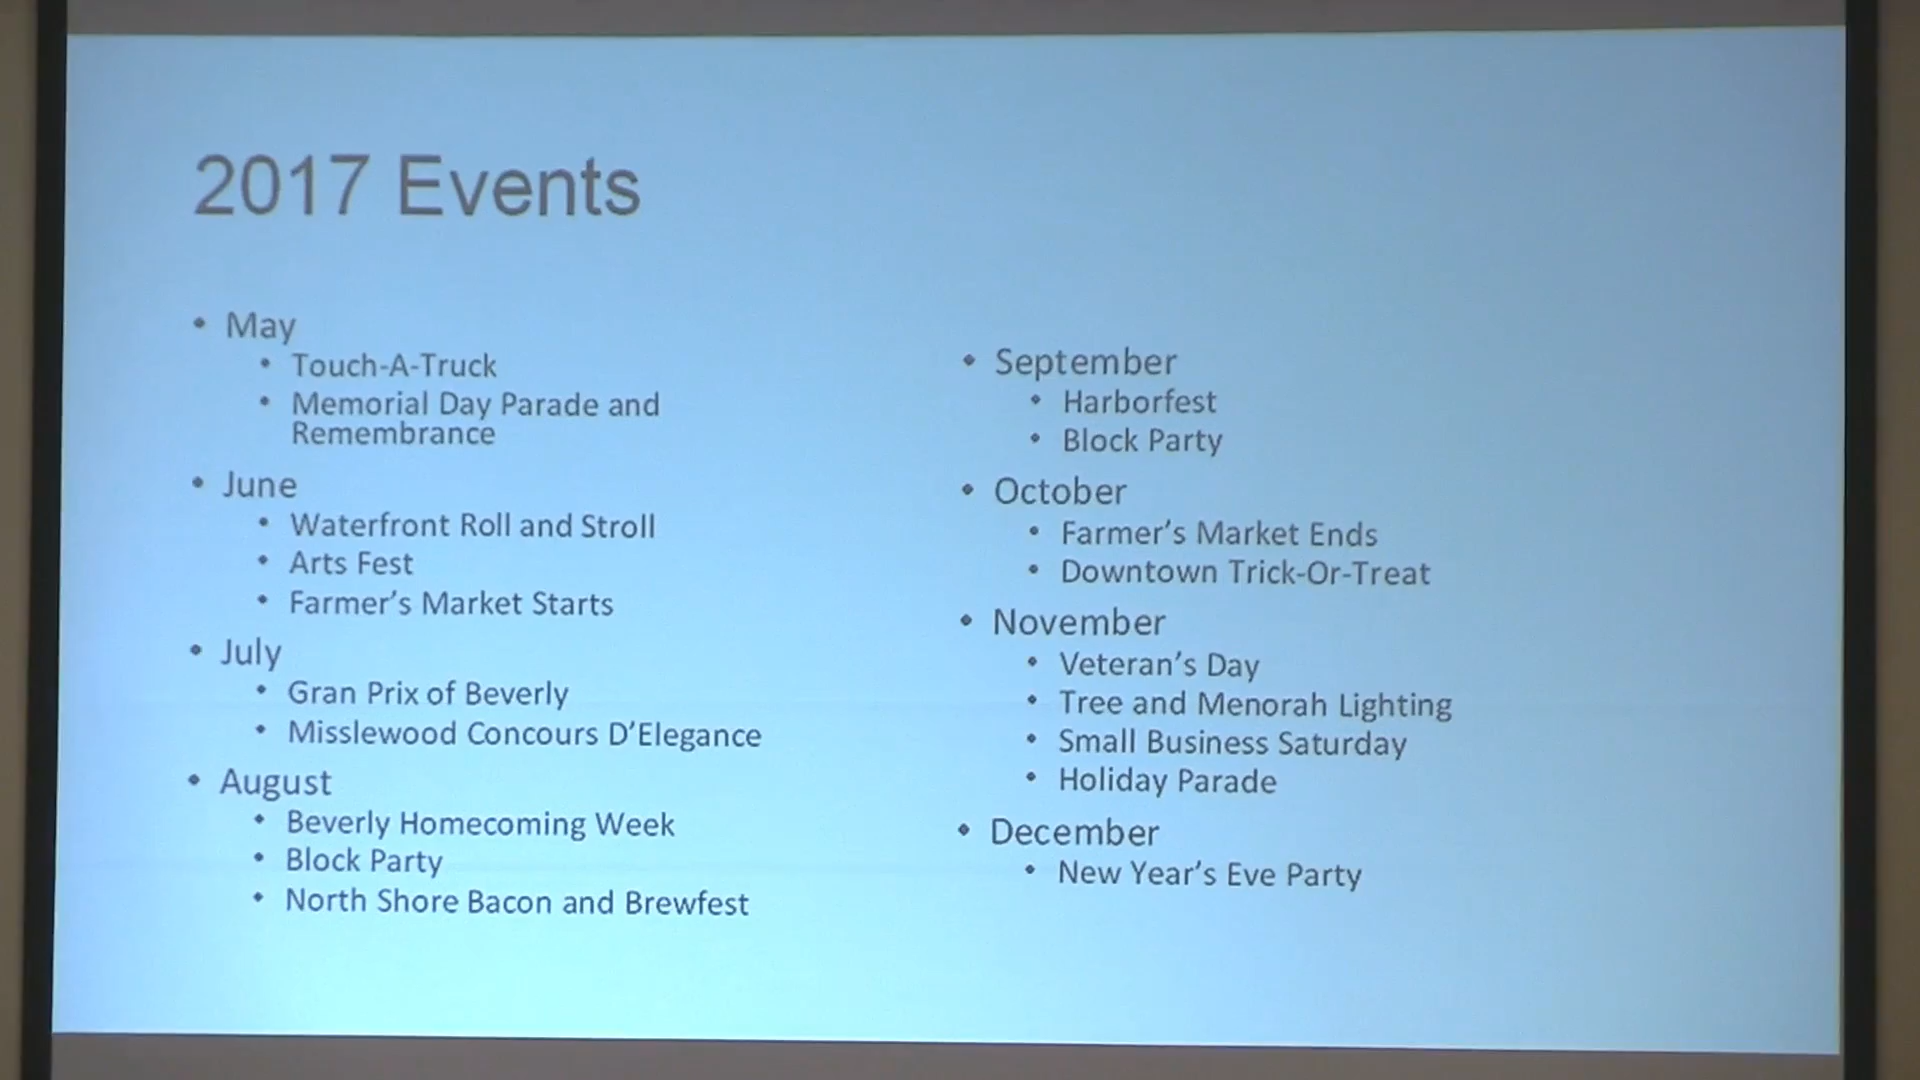 2017 Events
• May
• Touch-A-Truck
• Memorial Day Parade and
Remembrance
• June
• Waterfront Roll and Stroll
• Arts Fest
• Farmer's Market Starts
• July
• Gran Prix of Beverly
• Misslewood Concours D'Elegance
• August
• Beverly Homecoming Week
• Block Party
• North Shore Bacon and Brewfest
• September
• Harborfest
• Block Party
• October
• Farmer's Market Ends
• Downtown Trick-Or-Treat
• November
• Veteran's Day
• Tree and Menorah Lighting
• Small Business Saturday
• Holiday Parade
• December
• New Year's Eve Party